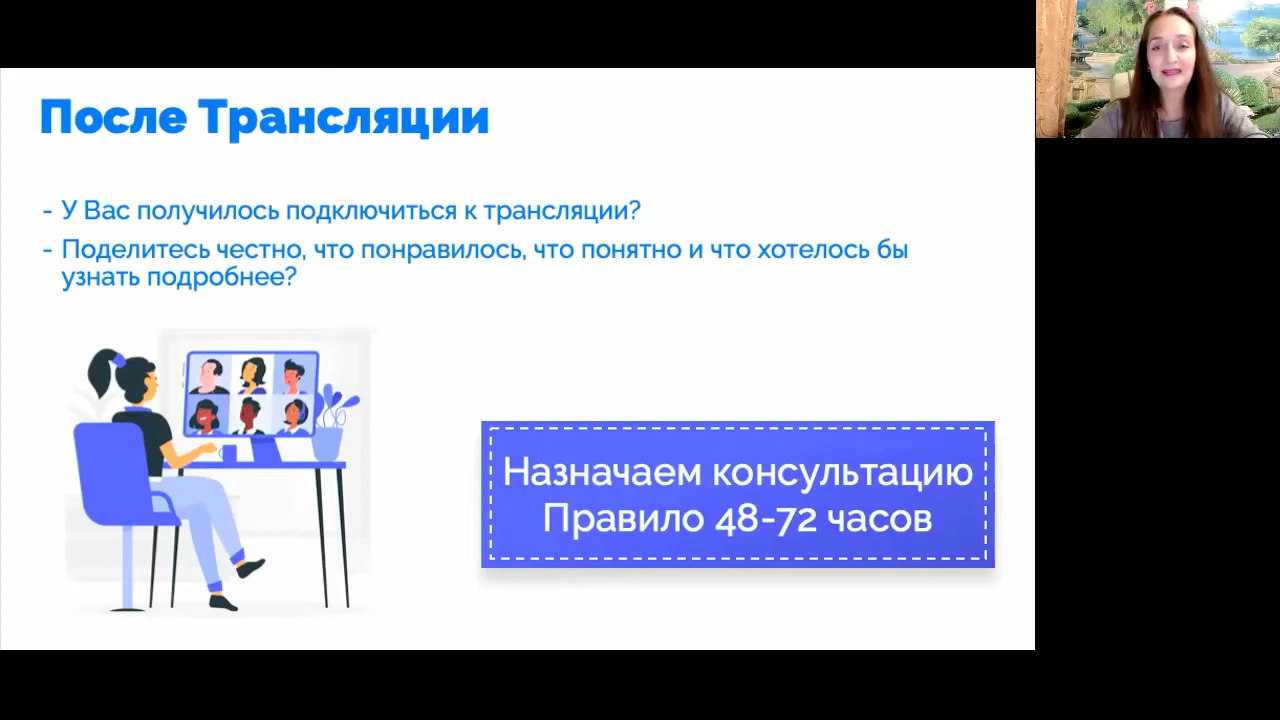 После Трансляции
- У Вас получилось подключиться к трансляции?
- Поделитесь честно, что понравилось, что понятно и что хотелось бы
узнать подробнее?
Назначаем консультацию
Правило 48-72 часов